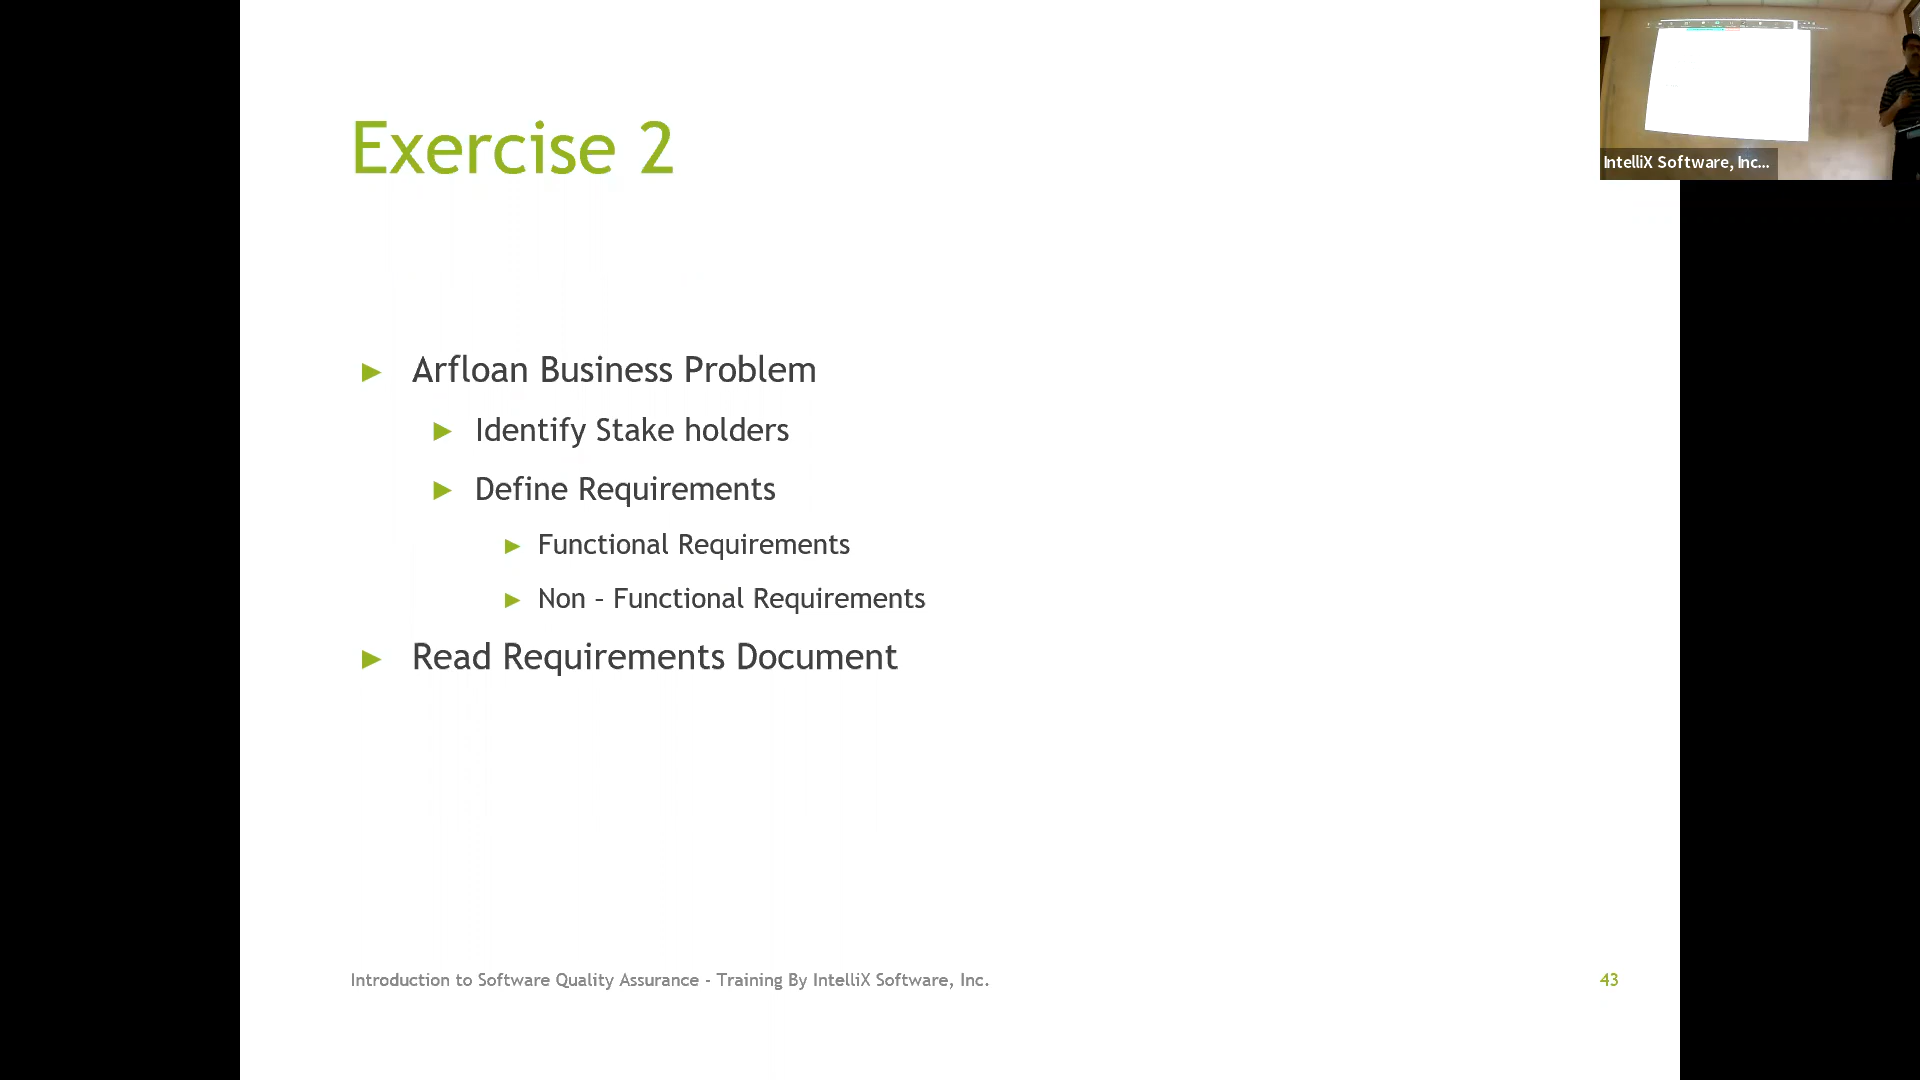 Exercise 2
IntelliX Software, Inc...
► Arfloan Business Problem
► Identify Stake holders
► Define Requirements
► Functional Requirements
► Non – Functional Requirements
► Read Requirements Document
Introduction to Software Quality Assurance - Training By IntelliX Software, Inc.
43